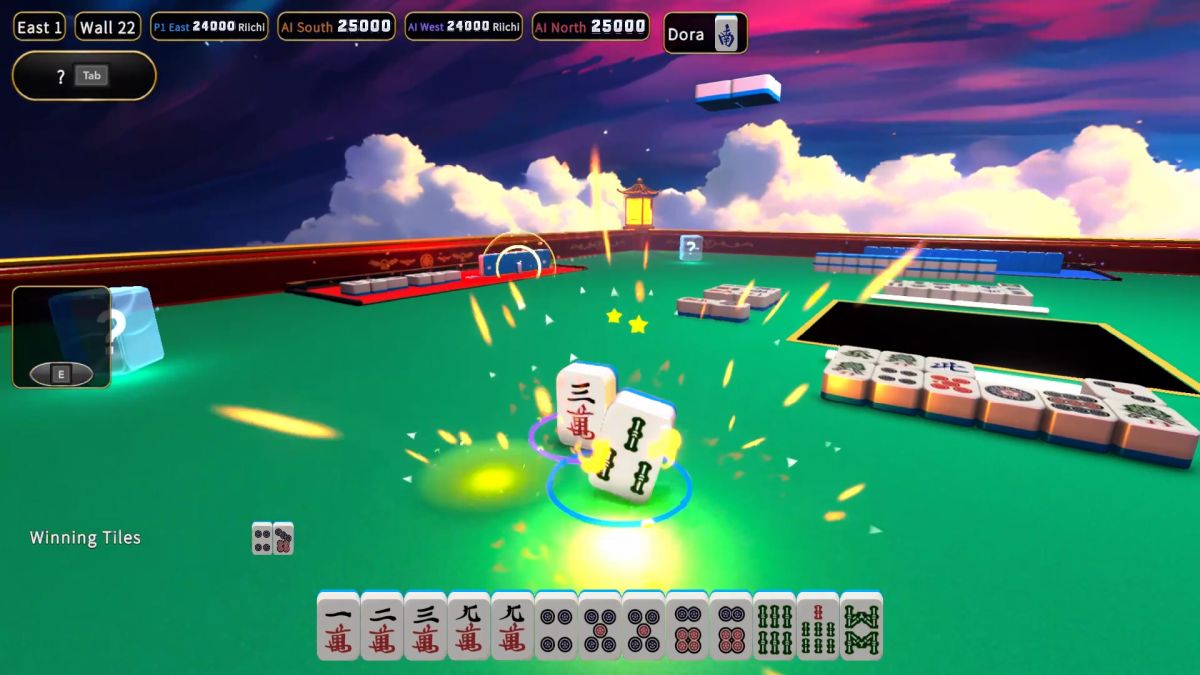 East 1
Wall 22
P1 East 24000 Riichi
AI South 25000
AI West 24000 Riichi
AI North 25000
Dora 南
? Tab
?
?
E
三萬
Winning Tiles
一萬 二萬 三萬 九萬 九萬